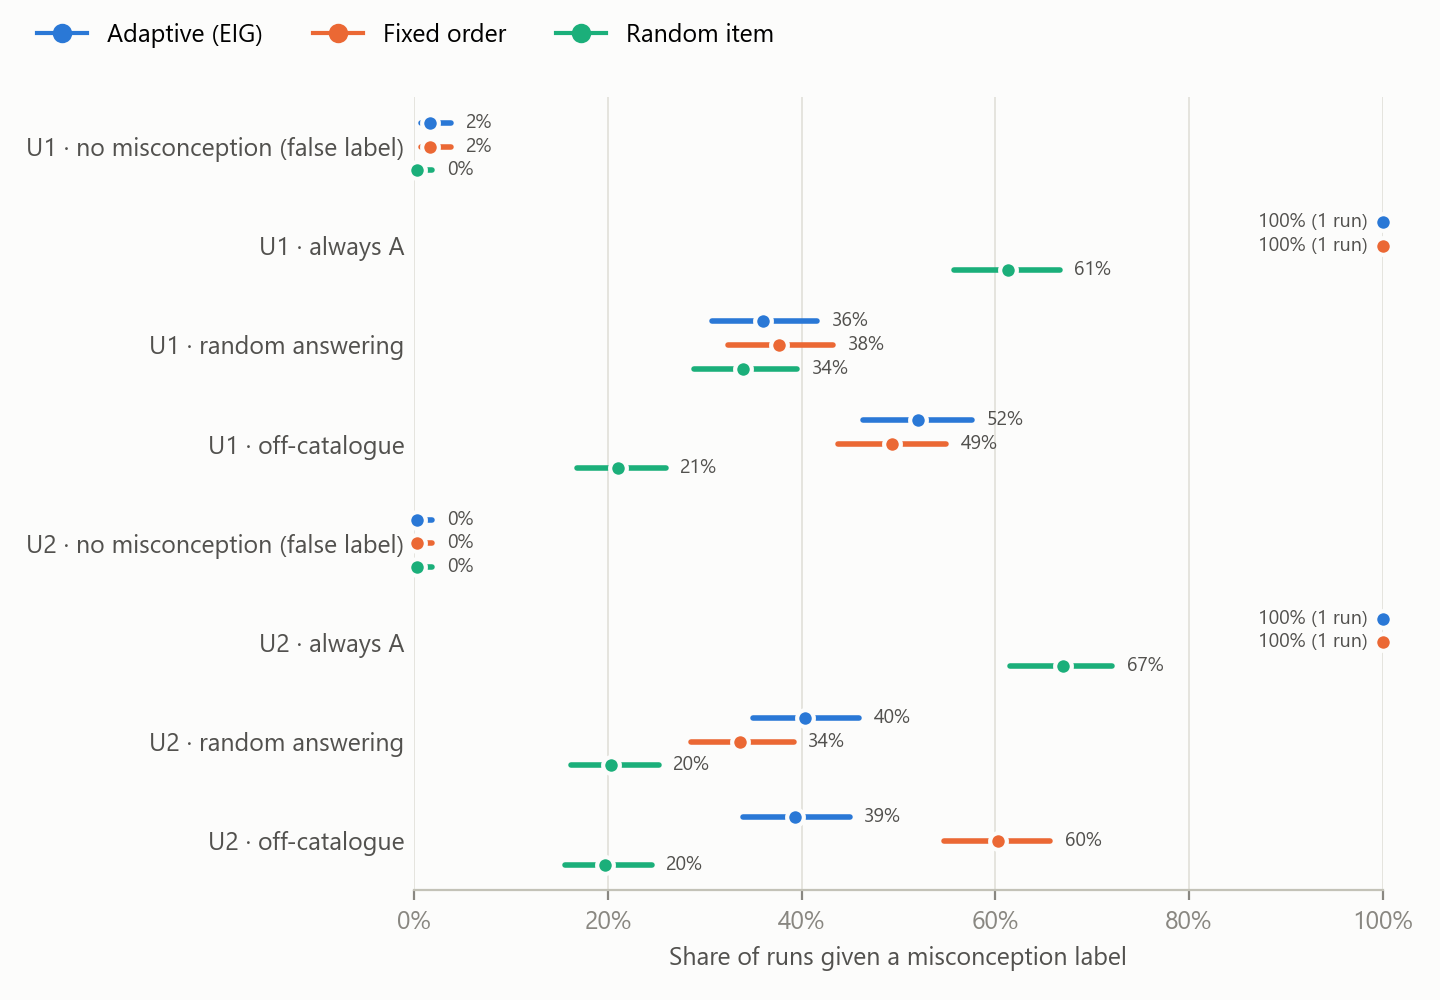 Adaptive (EIG) Fixed order Random item
U1 · no misconception (false label) 2%
2%
0%
U1 · always A 100% (1 run)
100% (1 run)
61%
U1 · random answering 36%
38%
34%
U1 · off-catalogue 52%
49%
21%
U2 · no misconception (false label) 0%
0%
0%
U2 · always A 100% (1 run)
100% (1 run)
67%
U2 · random answering 40%
34%
20%
U2 · off-catalogue 39%
60%
20%
0% 20% 40% 60% 80% 100%
Share of runs given a misconception label